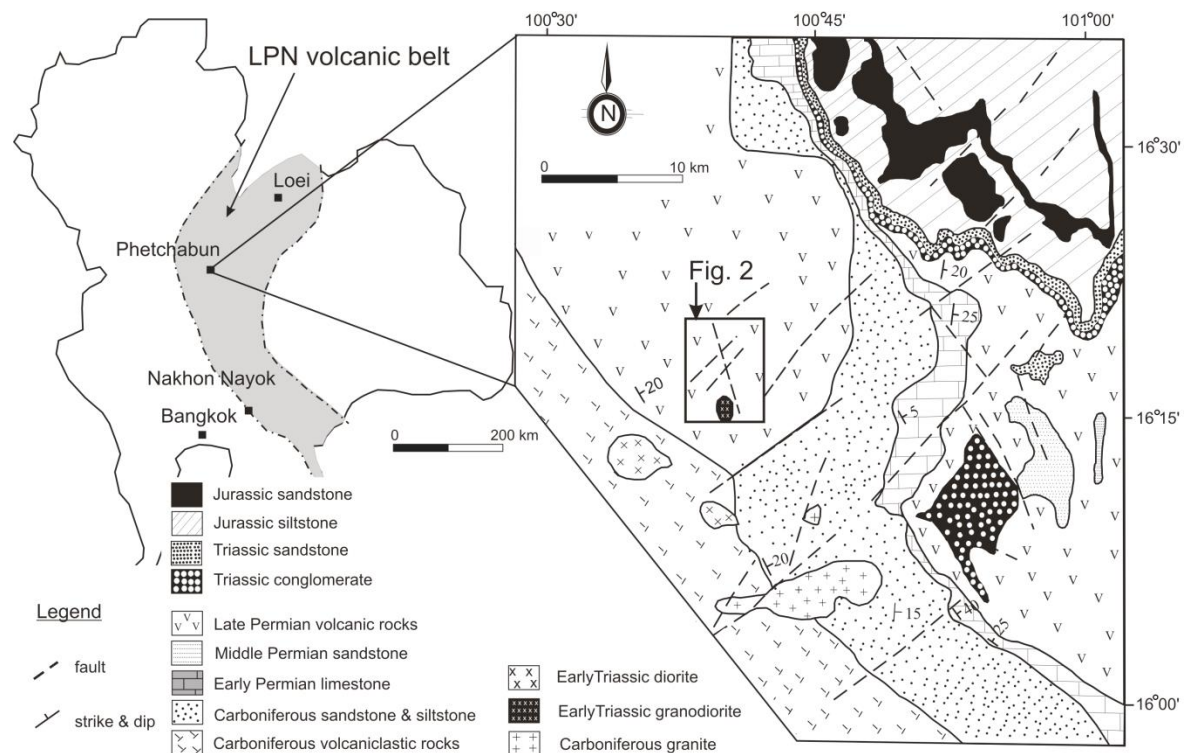 100°30'
100°45'
101°00'
LPN volcanic belt
N
0 10 km
16°30'
Loei
Phetchabun
20
Fig. 2
25
20
5
Nakhon Nayok
Bangkok
0 200 km
16°15'
Jurassic sandstone
Jurassic siltstone
Triassic sandstone
Triassic conglomerate
20
15
40
25
Legend
Late Permian volcanic rocks
fault
Middle Permian sandstone
Early Permian limestone
strike & dip
Carboniferous sandstone & siltstone
Carboniferous volcaniclastic rocks
EarlyTriassic diorite
EarlyTriassic granodiorite
Carboniferous granite
16°00'